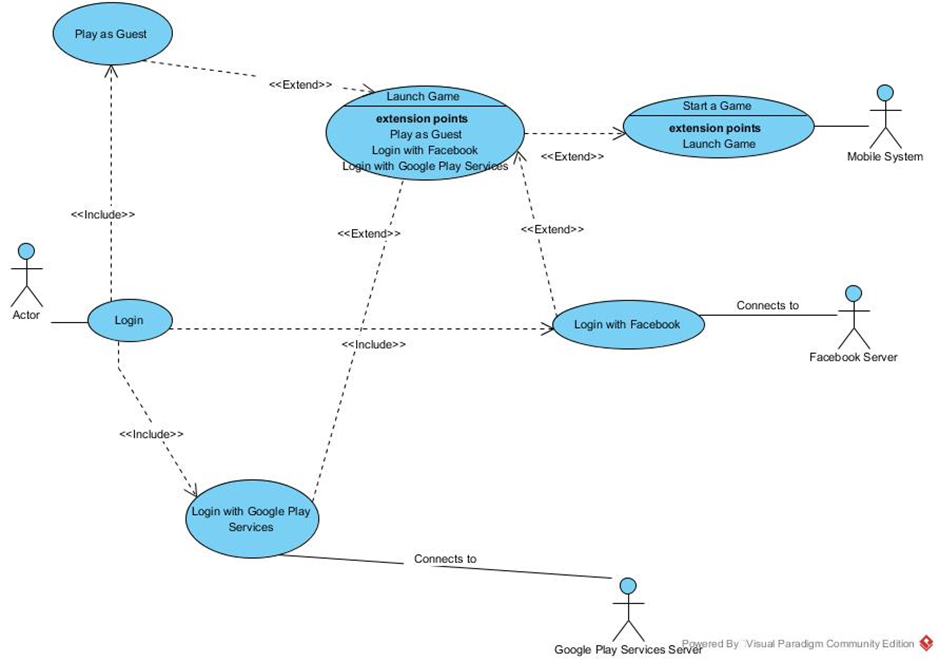 Play as Guest
<<Extend>>
Launch Game
extension points
Play as Guest
Login with Facebook
Login with Google Play Services
<<Extend>>
Start a Game
extension points
Launch Game
Mobile System
<<Include>>
<<Extend>>
<<Extend>>
Actor
Login
<<Include>>
Login with Facebook
Connects to
Facebook Server
<<Include>>
Login with Google Play
Services
Connects to
Google Play Services Server
Powered By Visual Paradigm Community Edition